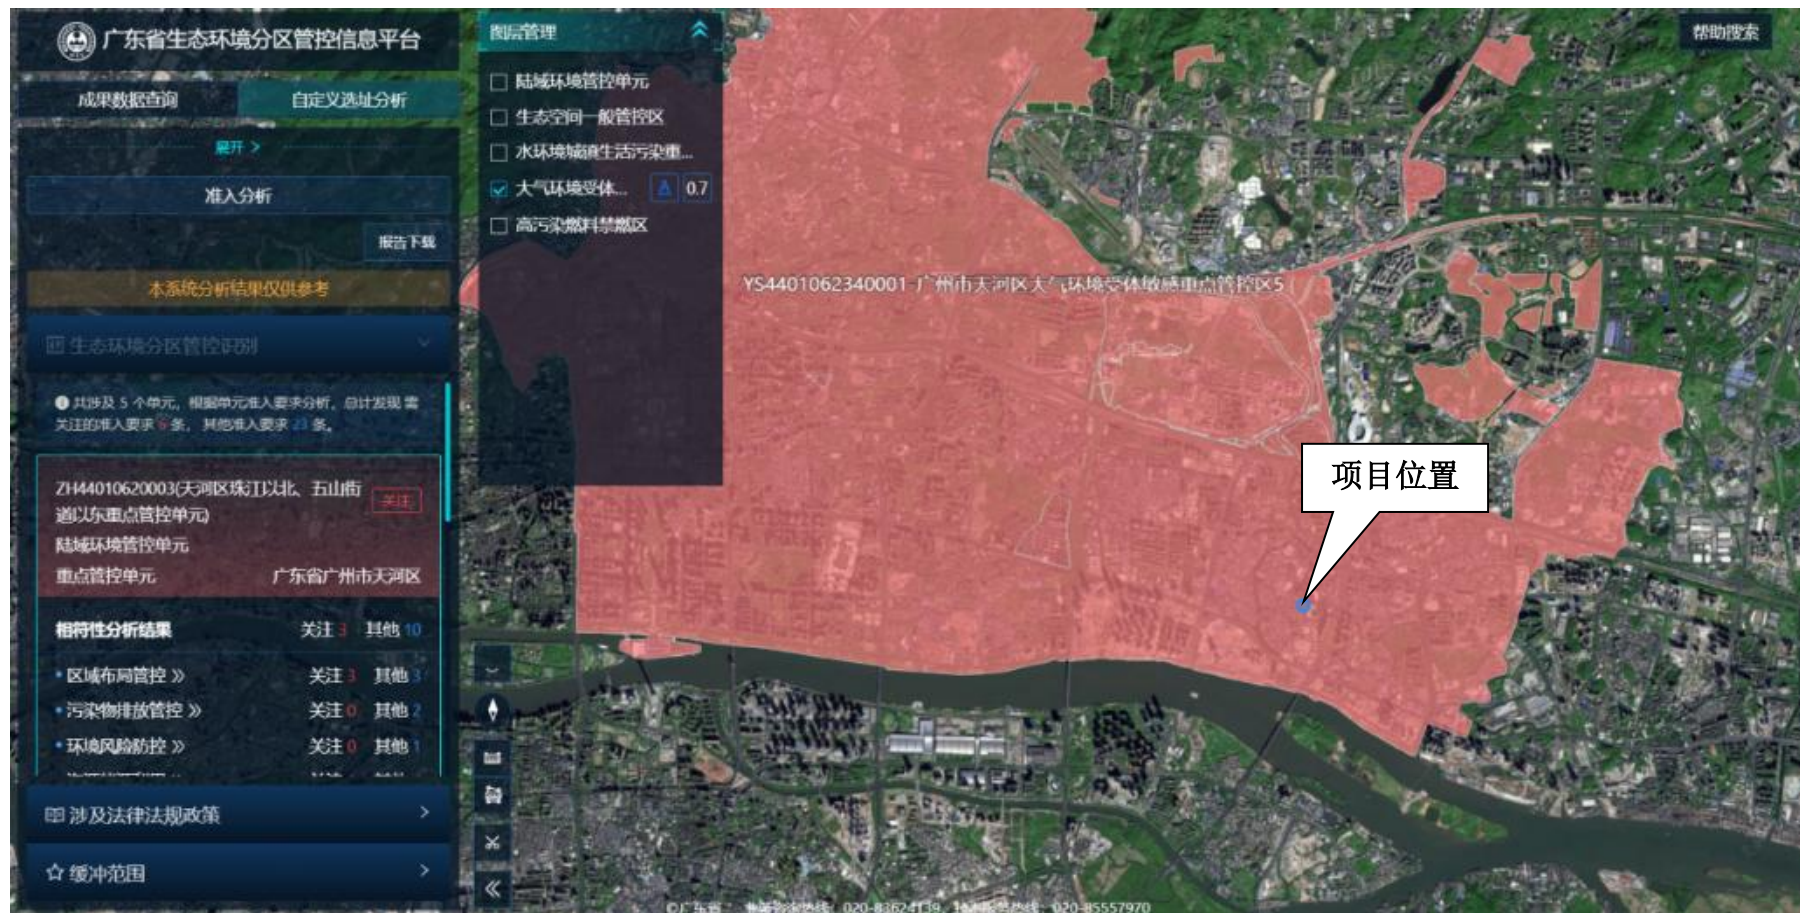 广东省生态环境分区管控信息平台
成果数据查询
自定义选址分析
展开 >
准入分析
报告下载
本系统分析结果仅供参考
生态环境分区管控识别
共涉及 5 个单元，根据单元准入要求分析，总计发现 需
关注的准入要求 6 条， 其他准入要求 23 条。
ZH44010620003(天河区珠江以北、五山街
道以东重点管控单元)
关注
陆域环境管控单元
重点管控单元 广东省广州市天河区
相符性分析结果 关注 3 其他 10
• 区域布局管控 » 关注 3 其他 3
• 污染物排放管控 » 关注 0 其他 2
• 环境风险防控 » 关注 0 其他 1
涉及法律法规政策 >
缓冲范围 >
图层管理
陆域环境管控单元
生态空间一般管控区
水环境城镇生活污染重...
大气环境受体... 0.7
高污染燃料禁燃区
帮助搜索
YS4401062340001-广州市天河区大气环境受体敏感重点管控区5
项目位置
020-83624139 020-85557970